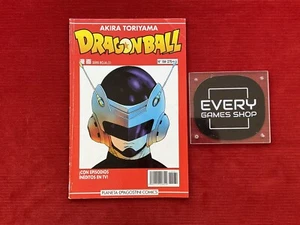 AKIRA TORIYAMA
DRAGON BALL
¡CON EPISODIOS
INÉDITOS EN TV!
PLANETA-DEAGOSTINI COMICS
EVERY
GAMES SHOP